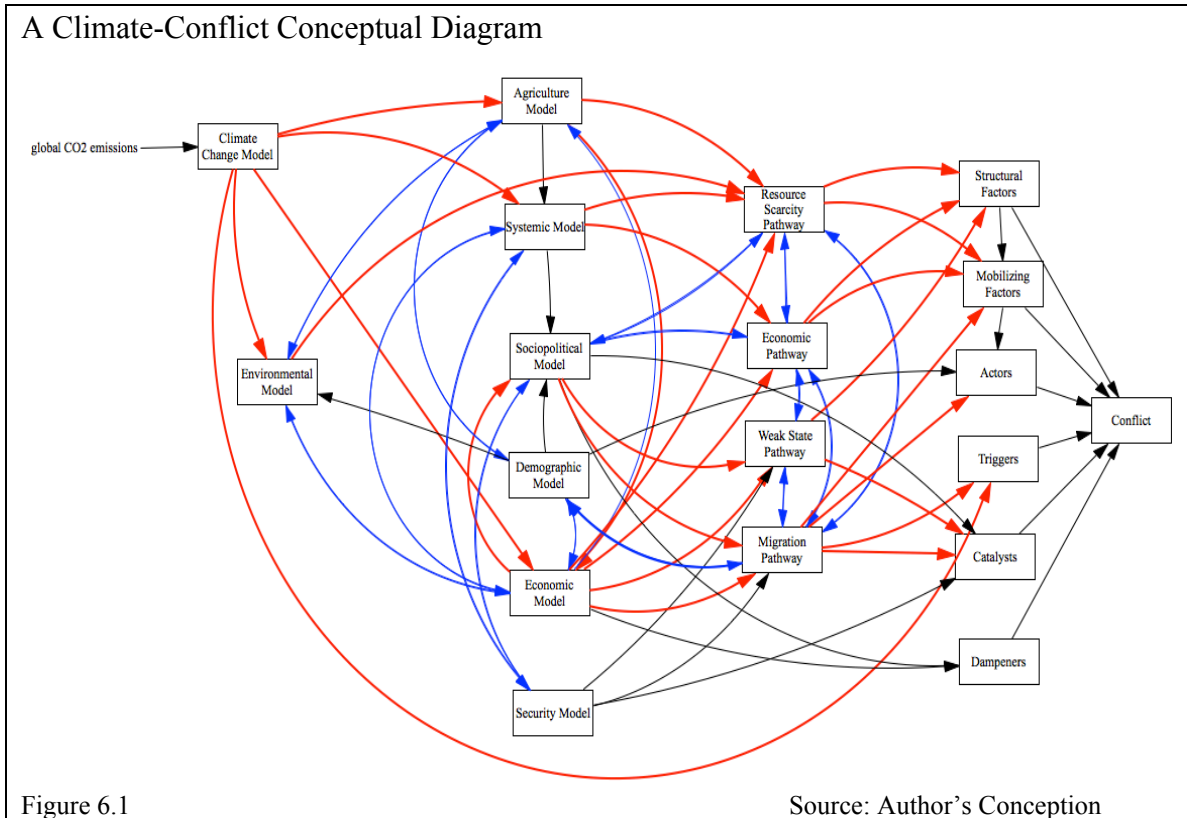 A Climate-Conflict Conceptual Diagram
global CO2 emissions
Climate
Change Model
Agriculture
Model
Systemic Model
Environmental
Model
Sociopolitical
Model
Demographic
Model
Economic
Model
Security Model
Resource
Scarcity
Pathway
Economic
Pathway
Weak State
Pathway
Migration
Pathway
Structural
Factors
Mobilizing
Factors
Actors
Triggers
Catalysts
Dampeners
Conflict
Figure 6.1
Source: Author’s Conception